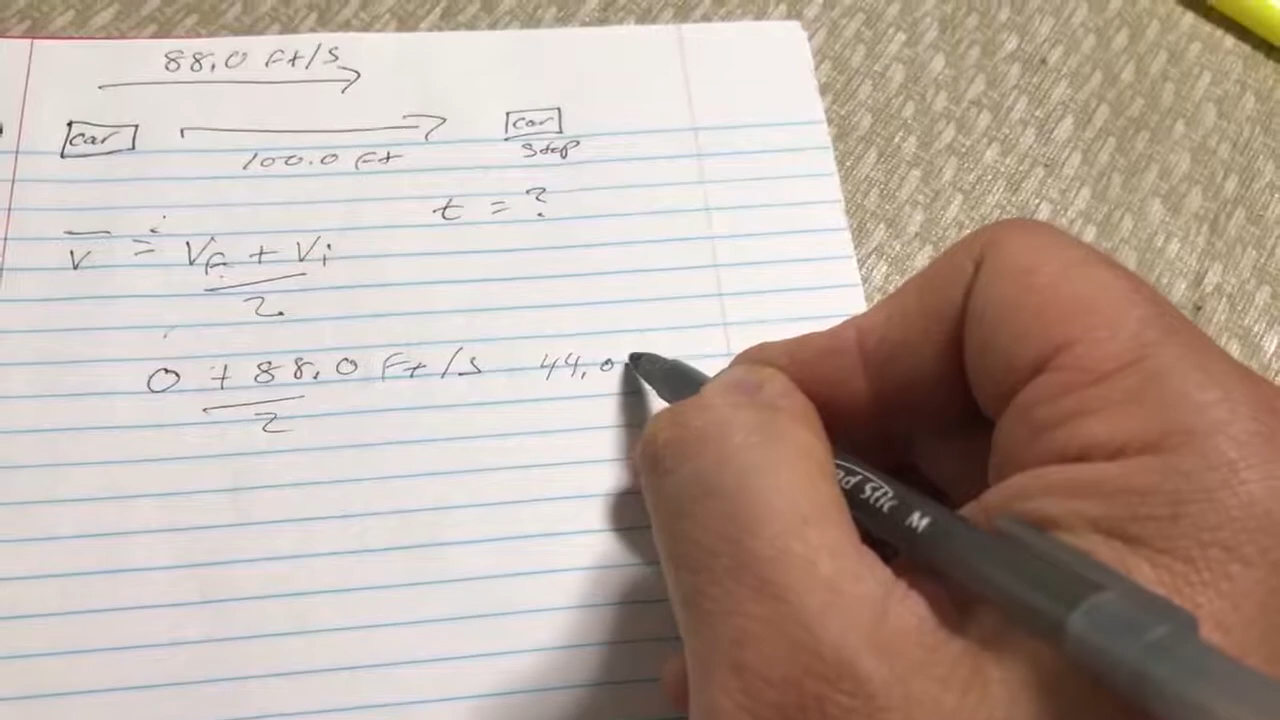 88.0 Ft/s
car
100.0 Ft
car
stop
t = ?
v = VF + Vi
2
0 + 88.0 Ft/s 44.0
2
Stic M